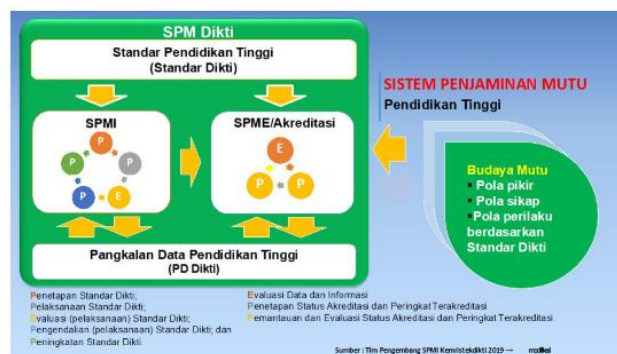 SPM Dikti
Standar Pendidikan Tinggi
(Standar Dikti)
SISTEM PENJAMINAN MUTU
Pendidikan Tinggi
SPMI
P
P
P
P
E
SPME/Akreditasi
E
P
P
Budaya Mutu
▪ Pola pikir
▪ Pola sikap
▪ Pola perilaku
berdasarkan
Standar Dikti
Pangkalan Data Pendidikan Tinggi
(PD Dikti)
Penetapan Standar Dikti;
Pelaksanaan Standar Dikti;
Evaluasi (pelaksanaan) Standar Dikti;
Pengendalian (pelaksanaan) Standar Dikti; dan
Peningkatan Standar Dikti.
Evaluasi Data dan Informasi
Penetapan Status Akreditasi dan Peringkat Terakreditasi
Pemantauan dan Evaluasi Status Akreditasi dan Peringkat Terakreditasi
Sumber : Tim Pengembang SPMI Kemristekdikti 2019 →